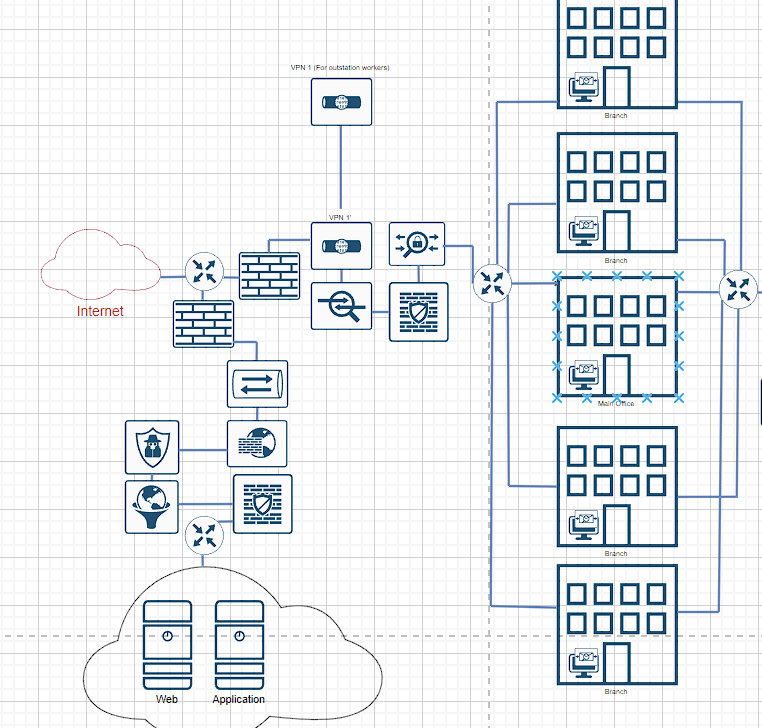 VPN 1 (For outstation workers)
Branch
VPN 1'
Branch
Internet
Main Office
Branch
Branch
Web
Application